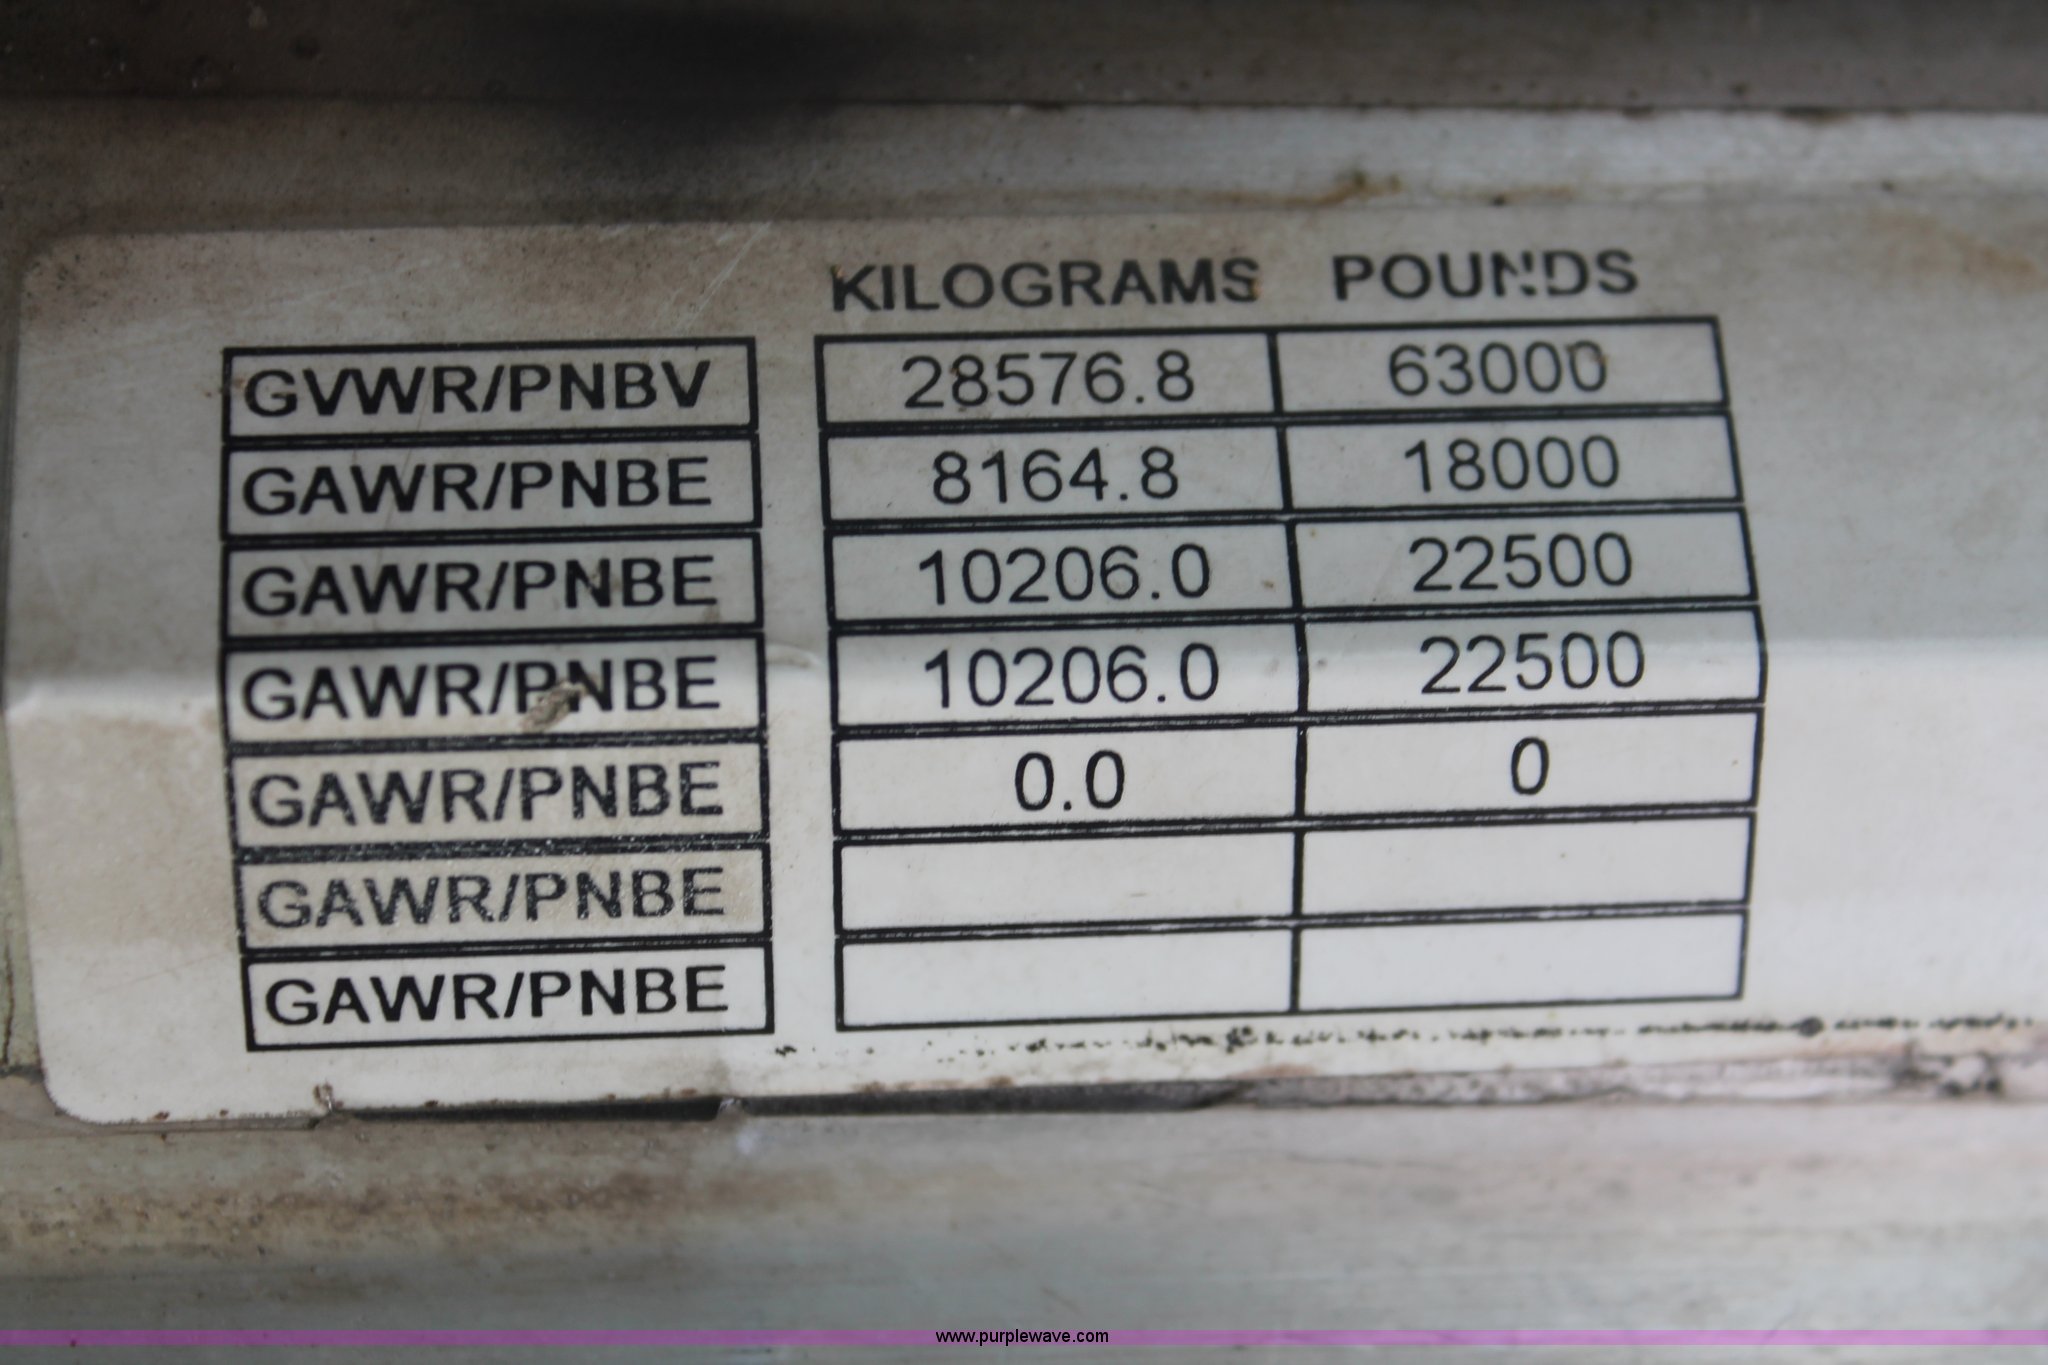 KILOGRAMS POUNDS
GVWR/PNBV 28576.8 63000
GAWR/PNBE 8164.8 18000
GAWR/PNBE 10206.0 22500
GAWR/PNBE 10206.0 22500
GAWR/PNBE 0.0 0
GAWR/PNBE
GAWR/PNBE
www.purplewave.com